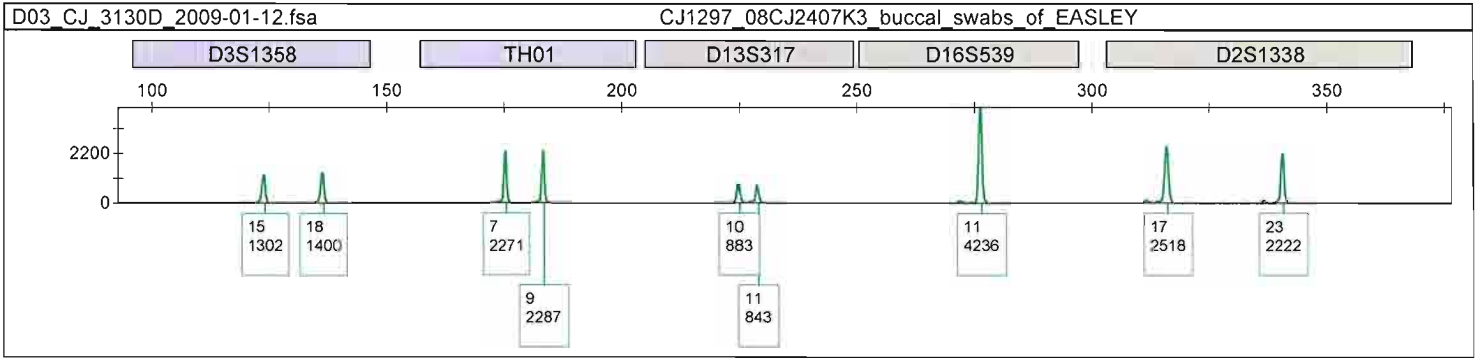 D03_CJ_3130D_2009-01-12.fsa CJ1297_08CJ2407K3_buccal_swabs_of_EASLEY
D3S1358 TH01 D13S317 D16S539 D2S1338
100 150 200 250 300 350
2200
0
15 18 7 10 11 17 23
1302 1400 2271 883 4236 2518 2222
9 11
2287 843